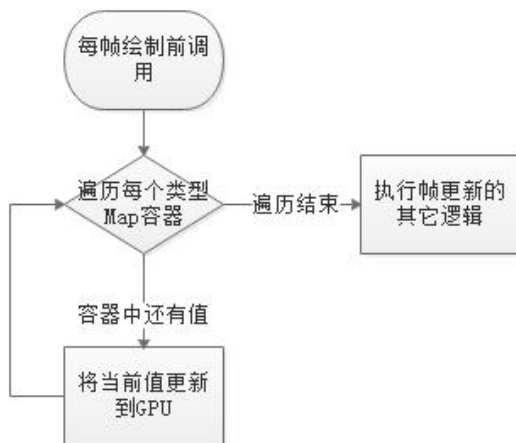 每帧绘制前调
用
遍历每个类型
Map容器
遍历结束
执行帧更新的
其它逻辑
容器中还有值
将当前值更新
到GPU